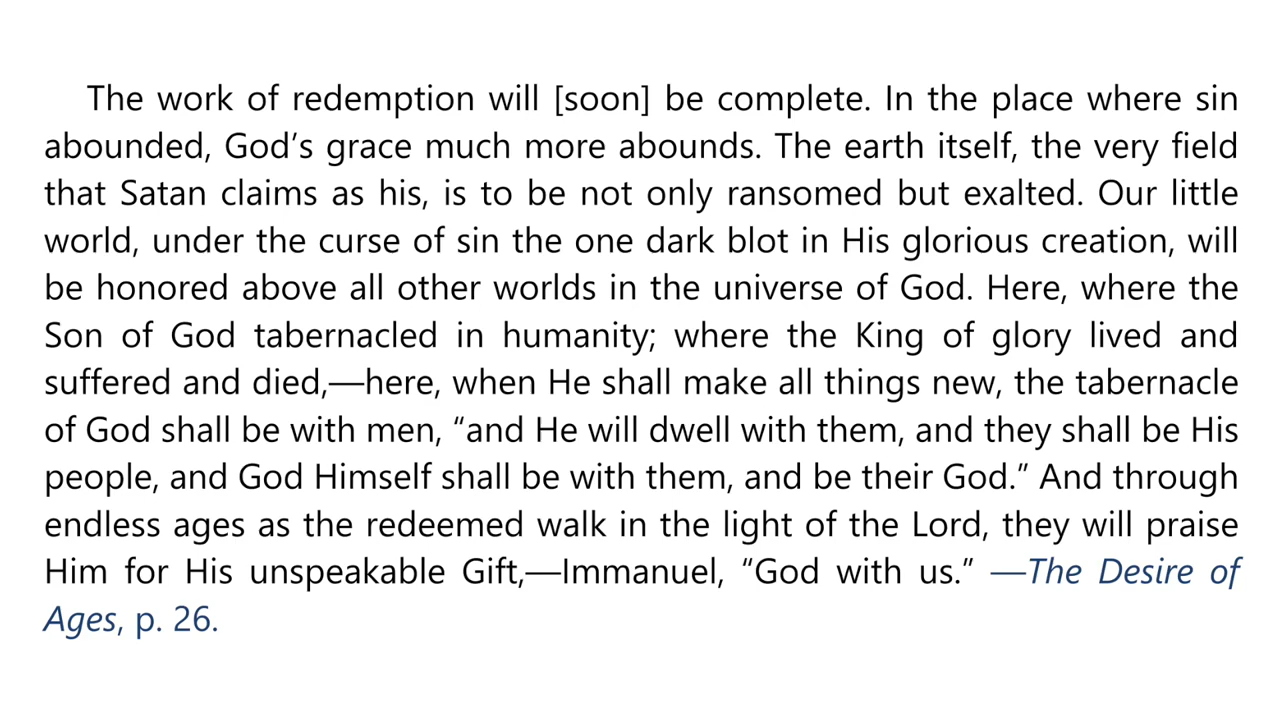 The work of redemption will [soon] be complete. In the place where sin
abounded, God’s grace much more abounds. The earth itself, the very field
that Satan claims as his, is to be not only ransomed but exalted. Our little
world, under the curse of sin the one dark blot in His glorious creation, will
be honored above all other worlds in the universe of God. Here, where the
Son of God tabernacled in humanity; where the King of glory lived and
suffered and died,—here, when He shall make all things new, the tabernacle
of God shall be with men, “and He will dwell with them, and they shall be His
people, and God Himself shall be with them, and be their God.” And through
endless ages as the redeemed walk in the light of the Lord, they will praise
Him for His unspeakable Gift,—Immanuel, “God with us.” —The Desire of
Ages, p. 26.